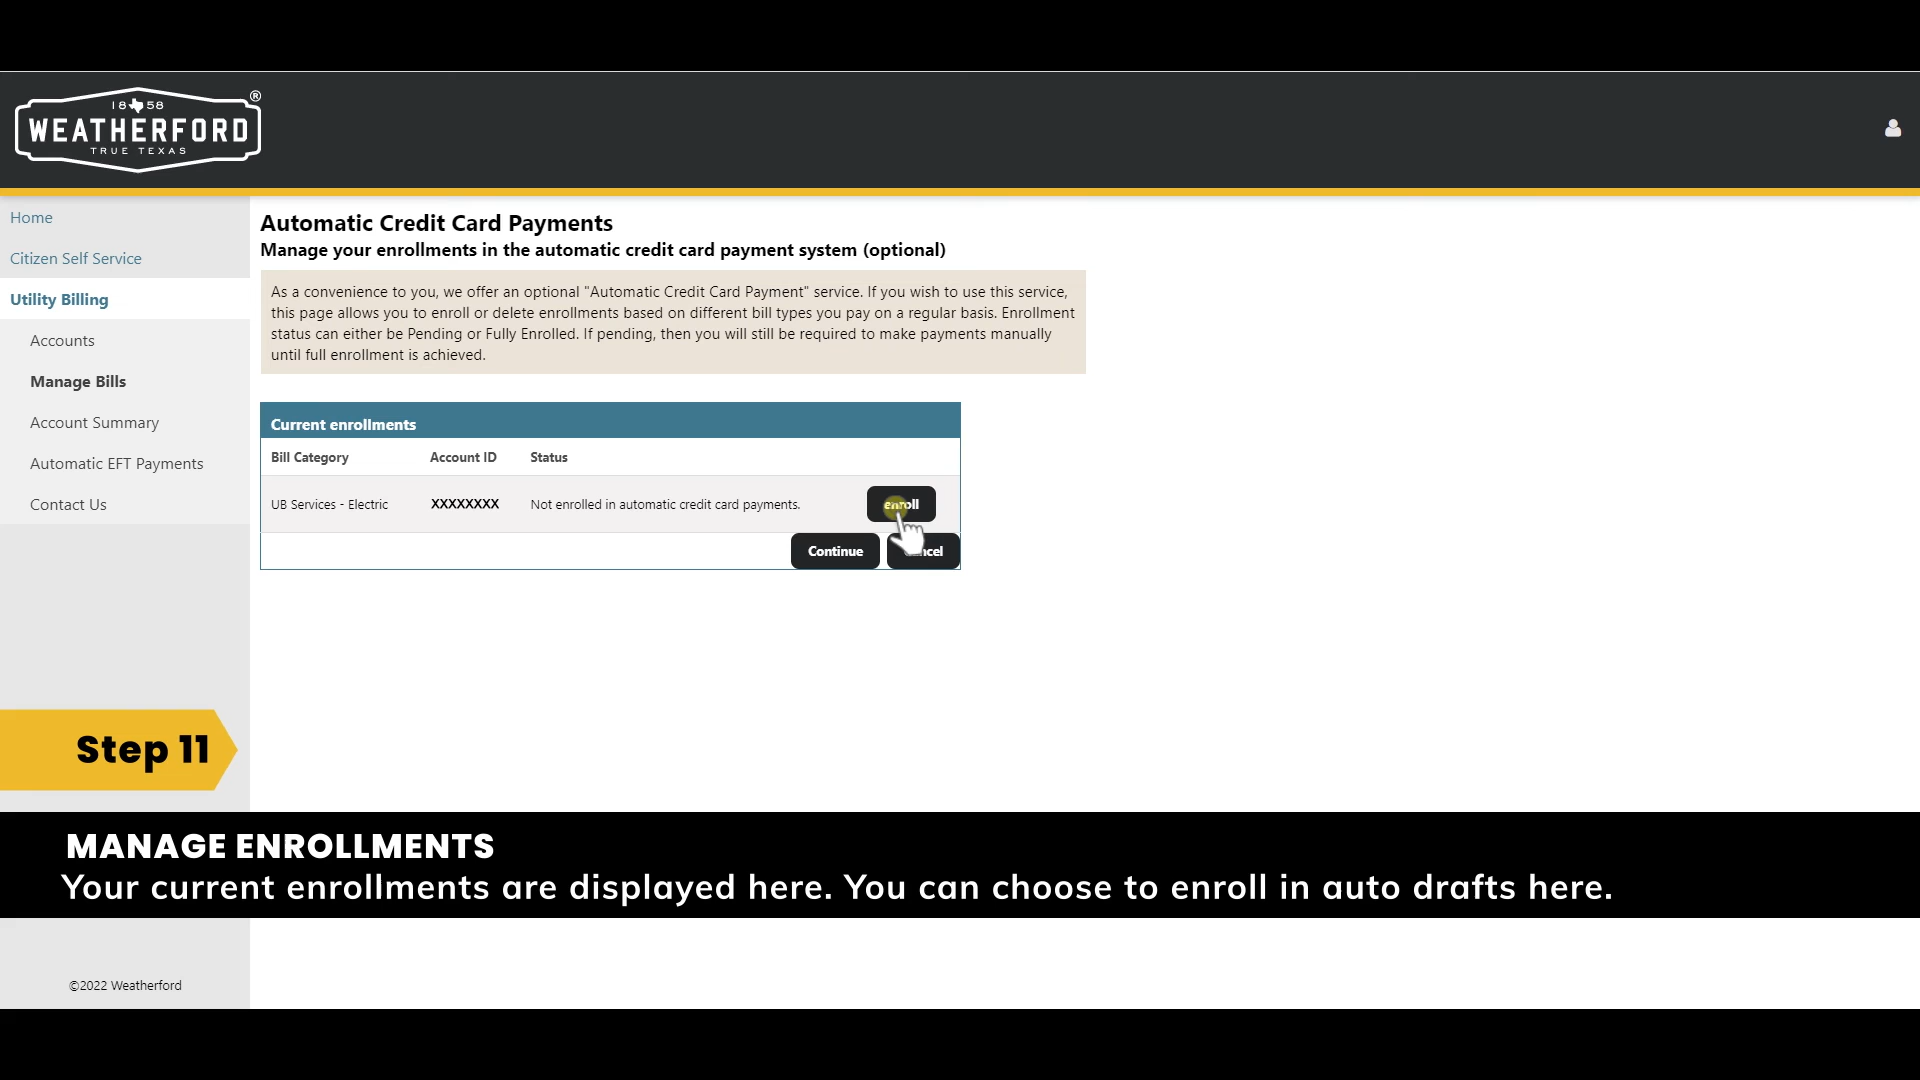 18 58
WEATHERFORD®
TRUE TEXAS
Home
Citizen Self Service
Utility Billing
Accounts
Manage Bills
Account Summary
Automatic EFT Payments
Contact Us
Automatic Credit Card Payments
Manage your enrollments in the automatic credit card payment system (optional)
As a convenience to you, we offer an optional "Automatic Credit Card Payment" service. If you wish to use this service,
this page allows you to enroll or delete enrollments based on different bill types you pay on a regular basis. Enrollment
status can either be Pending or Fully Enrolled. If pending, then you will still be required to make payments manually
until full enrollment is achieved.
Current enrollments
Bill Category Account ID Status
UB Services - Electric XXXXXXXX Not enrolled in automatic credit card payments. enroll
Continue Cancel
Step 11
MANAGE ENROLLMENTS
Your current enrollments are displayed here. You can choose to enroll in auto drafts here.
©2022 Weatherford